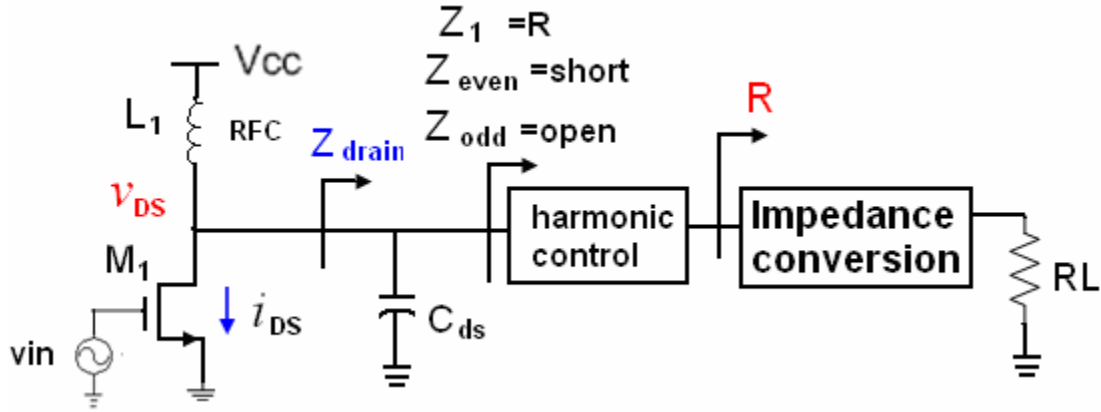 Z1 =R
Zeven =short
Zodd =open
Vcc
L1
RFC
Zdrain
R
vDS
harmonic
control
Impedance
conversion
M1
iDS
Cds
RL
vin